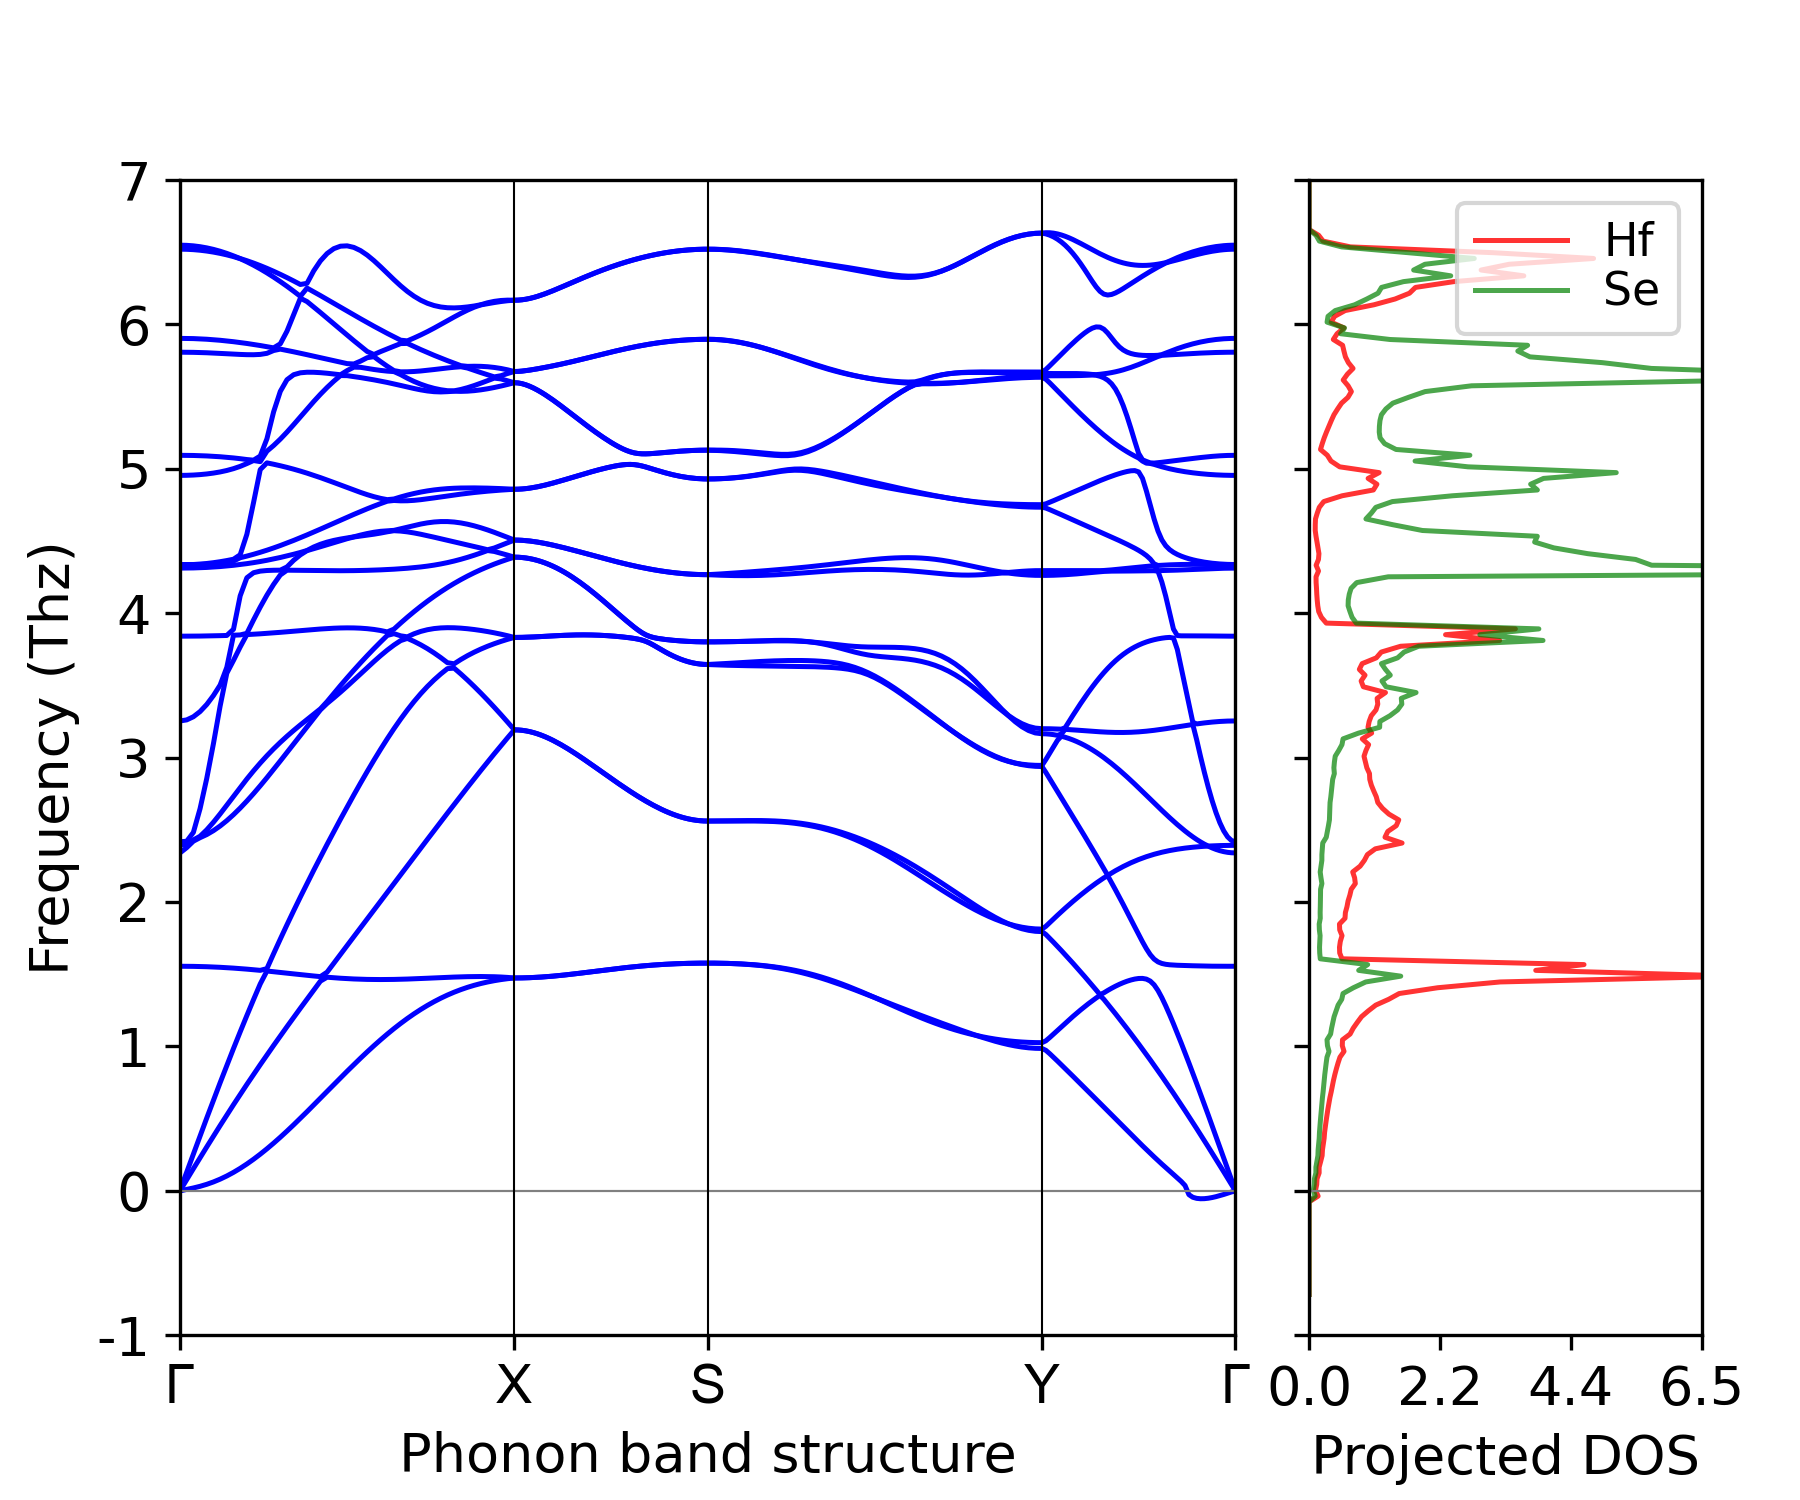 7
6
5
4
3
2
1
0
-1
Frequency (Thz)
Γ X S Y Γ
Phonon band structure
Hf
Se
0.0 2.2 4.4 6.5
Projected DOS